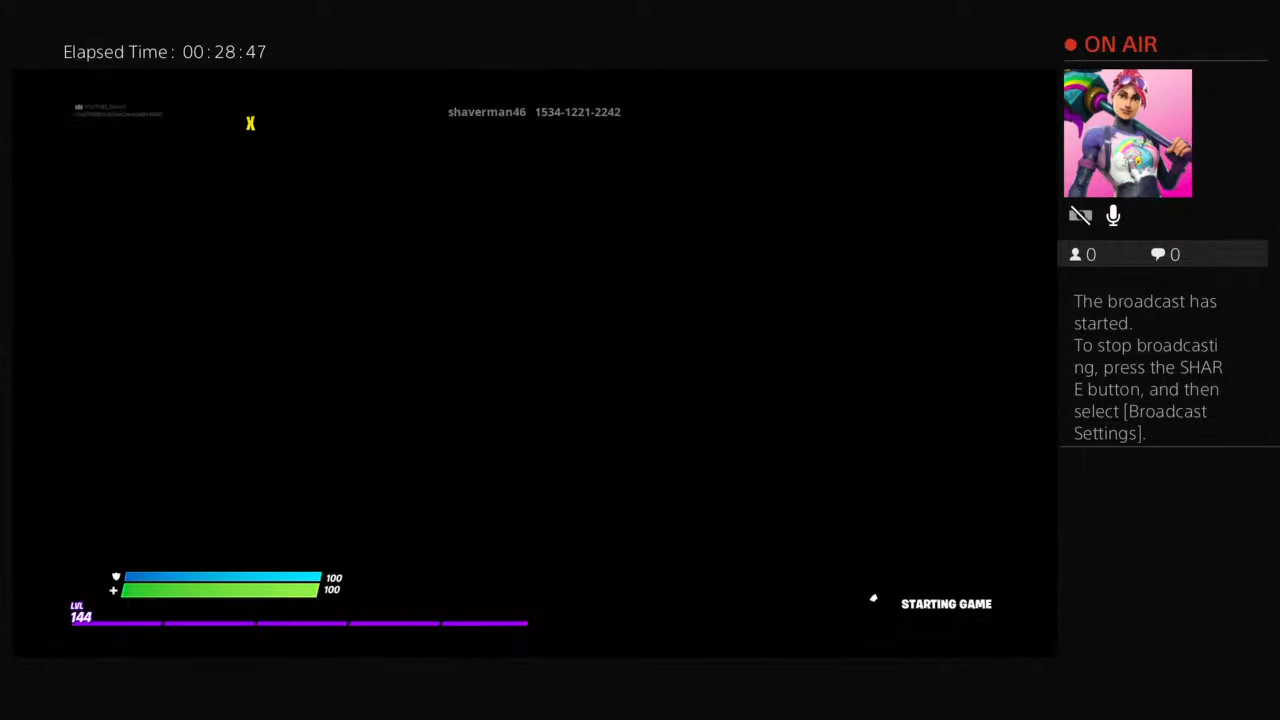 Elapsed Time: 00:28:47
ON AIR
shaverman46 1534-1221-2242
X
0 0
The broadcast has
started.
To stop broadcasti
ng, press the SHAR
E button, and then
select [Broadcast
Settings].
100
100
LVL
144
STARTING GAME